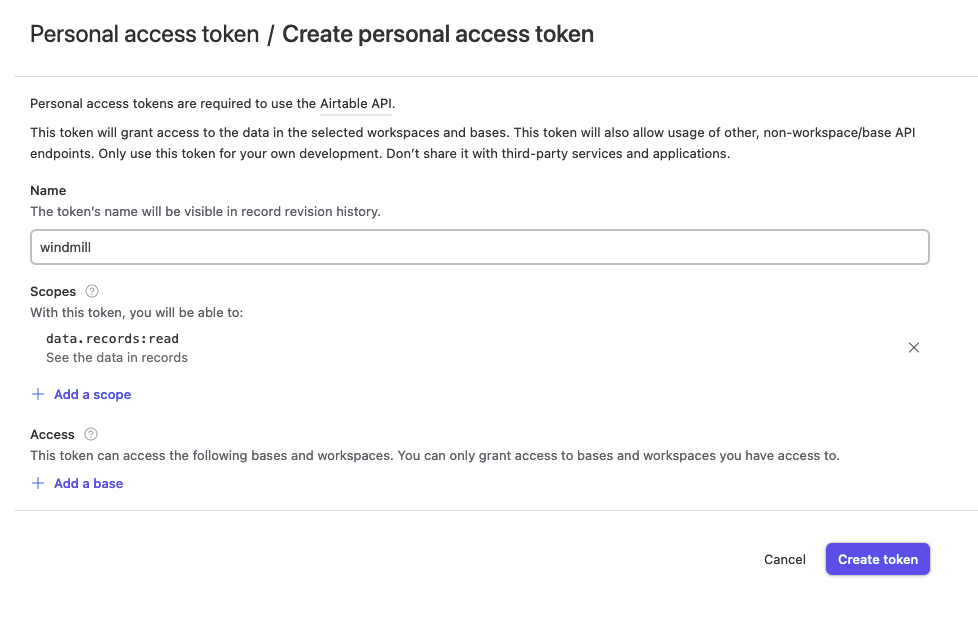 Personal access token / Create personal access token
Personal access tokens are required to use the Airtable API.
This token will grant access to the data in the selected workspaces and bases. This token will also allow usage of other, non-workspace/base API
endpoints. Only use this token for your own development. Don’t share it with third-party services and applications.
Name
The token’s name will be visible in record revision history.
windmill
Scopes ?
With this token, you will be able to:
data.records:read
See the data in records
+ Add a scope
Access ?
This token can access the following bases and workspaces. You can only grant access to bases and workspaces you have access to.
+ Add a base
Cancel Create token